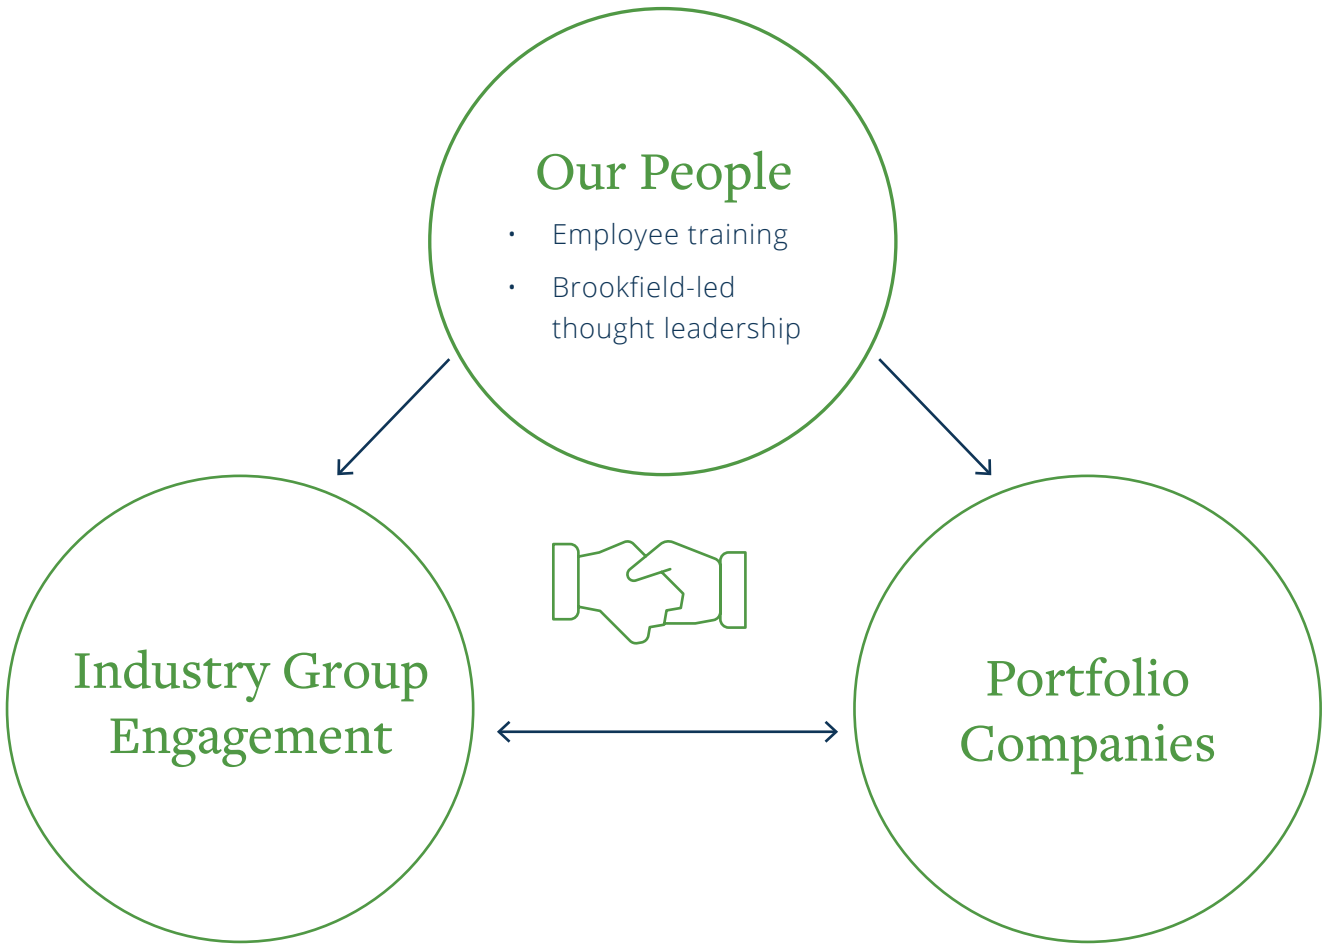 Our People
• Employee training
• Brookfield-led
thought leadership
Industry Group
Engagement
Portfolio
Companies